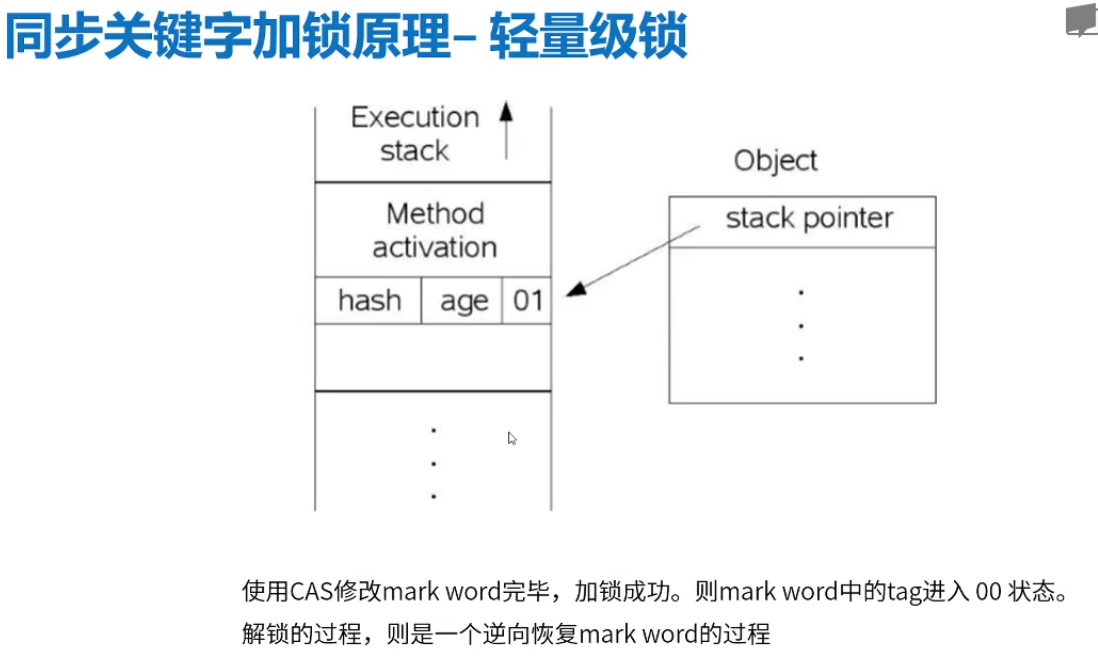 同步关键字加锁原理– 轻量级锁
Execution
stack
Object
Method
activation
stack pointer
hash age 01
使用CAS修改mark word完毕，加锁成功。则mark word中的tag进入 00 状态。
解锁的过程，则是一个逆向恢复mark word的过程